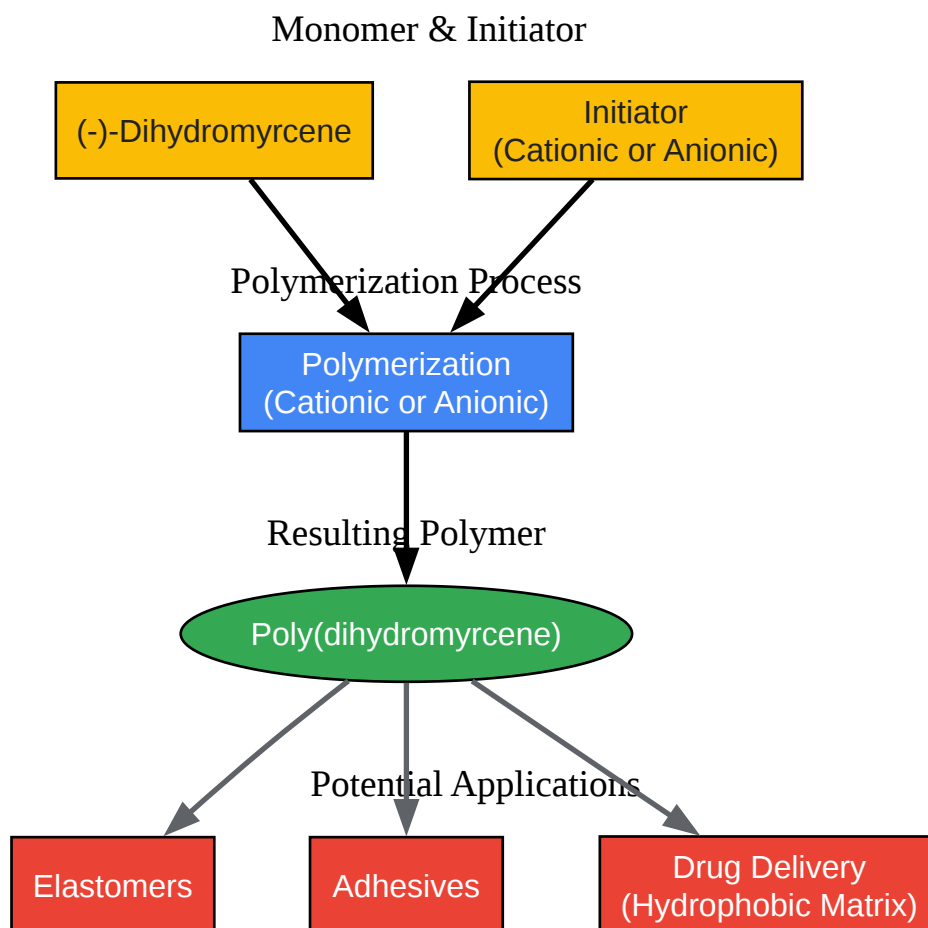 Monomer & Initiator
(-)-Dihydromyrcene
Initiator
(Cationic or Anionic)
Polymerization Process
Polymerization
(Cationic or Anionic)
Resulting Polymer
Poly(dihydromyrcene)
Potential Applications
Elastomers
Adhesives
Drug Delivery
(Hydrophobic Matrix)